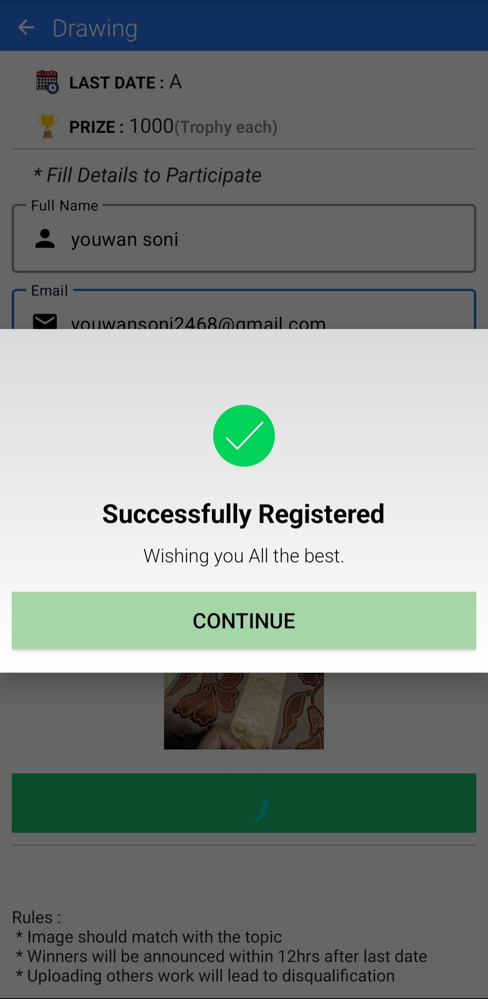 Drawing
LAST DATE : A
PRIZE : 1000(Trophy each)
* Fill Details to Participate
Full Name
youwan soni
Email
youwansoni2468@gmail.com
Successfully Registered
Wishing you All the best.
CONTINUE
Rules :
* Image should match with the topic
* Winners will be announced within 12hrs after last date
* Uploading others work will lead to disqualification